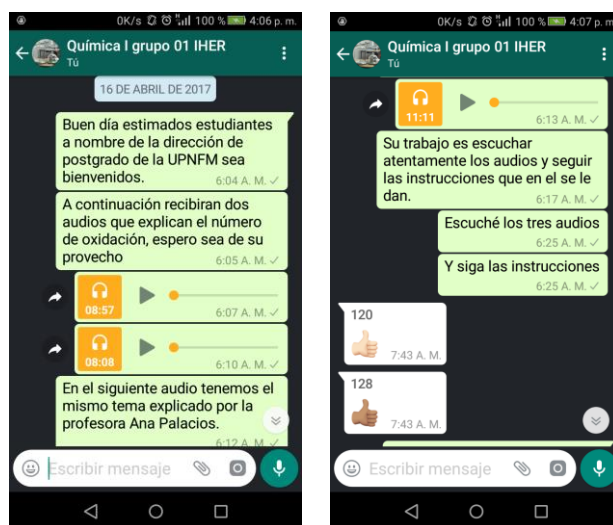 0K/s 100 % 4:06 p. m.
Química I grupo 01 IHER
Tú
16 DE ABRIL DE 2017
Buen día estimados estudiantes
a nombre de la dirección de
postgrado de la UPNFM sea
bienvenidos.
6:04 A. M.
A continuación recibiran dos
audios que explican el número
de oxidación, espero sea de su
provecho
6:05 A. M.
08:57
6:07 A. M.
08:08
6:10 A. M.
En el siguiente audio tenemos el
mismo tema explicado por la
profesora Ana Palacios.
6:12 A. M.
Escribir mensaje
0K/s 100 % 4:07 p. m.
Química I grupo 01 IHER
Tú
11:11
6:13 A. M.
Su trabajo es escuchar
atentamente los audios y seguir
las instrucciones que en el se le
dan.
6:17 A. M.
Escuché los tres audios
6:25 A. M.
Y siga las instrucciones
6:25 A. M.
120
7:43 A. M.
128
7:43 A. M.
Escribir mensaje